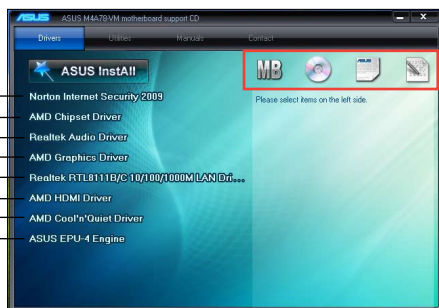 ASUS ASUS M4A78-VM motherboard support CD
Drivers Utilities Manuals Contact
ASUS InstAll MB
Norton Internet Security 2009
Please select items on the left side.
AMD Chipset Driver
Realtek Audio Driver
AMD Graphics Driver
Realtek RTL8111B/C 10/100/1000M LAN Dri...
AMD HDMI Driver
AMD Cool'n'Quiet Driver
ASUS EPU-4 Engine